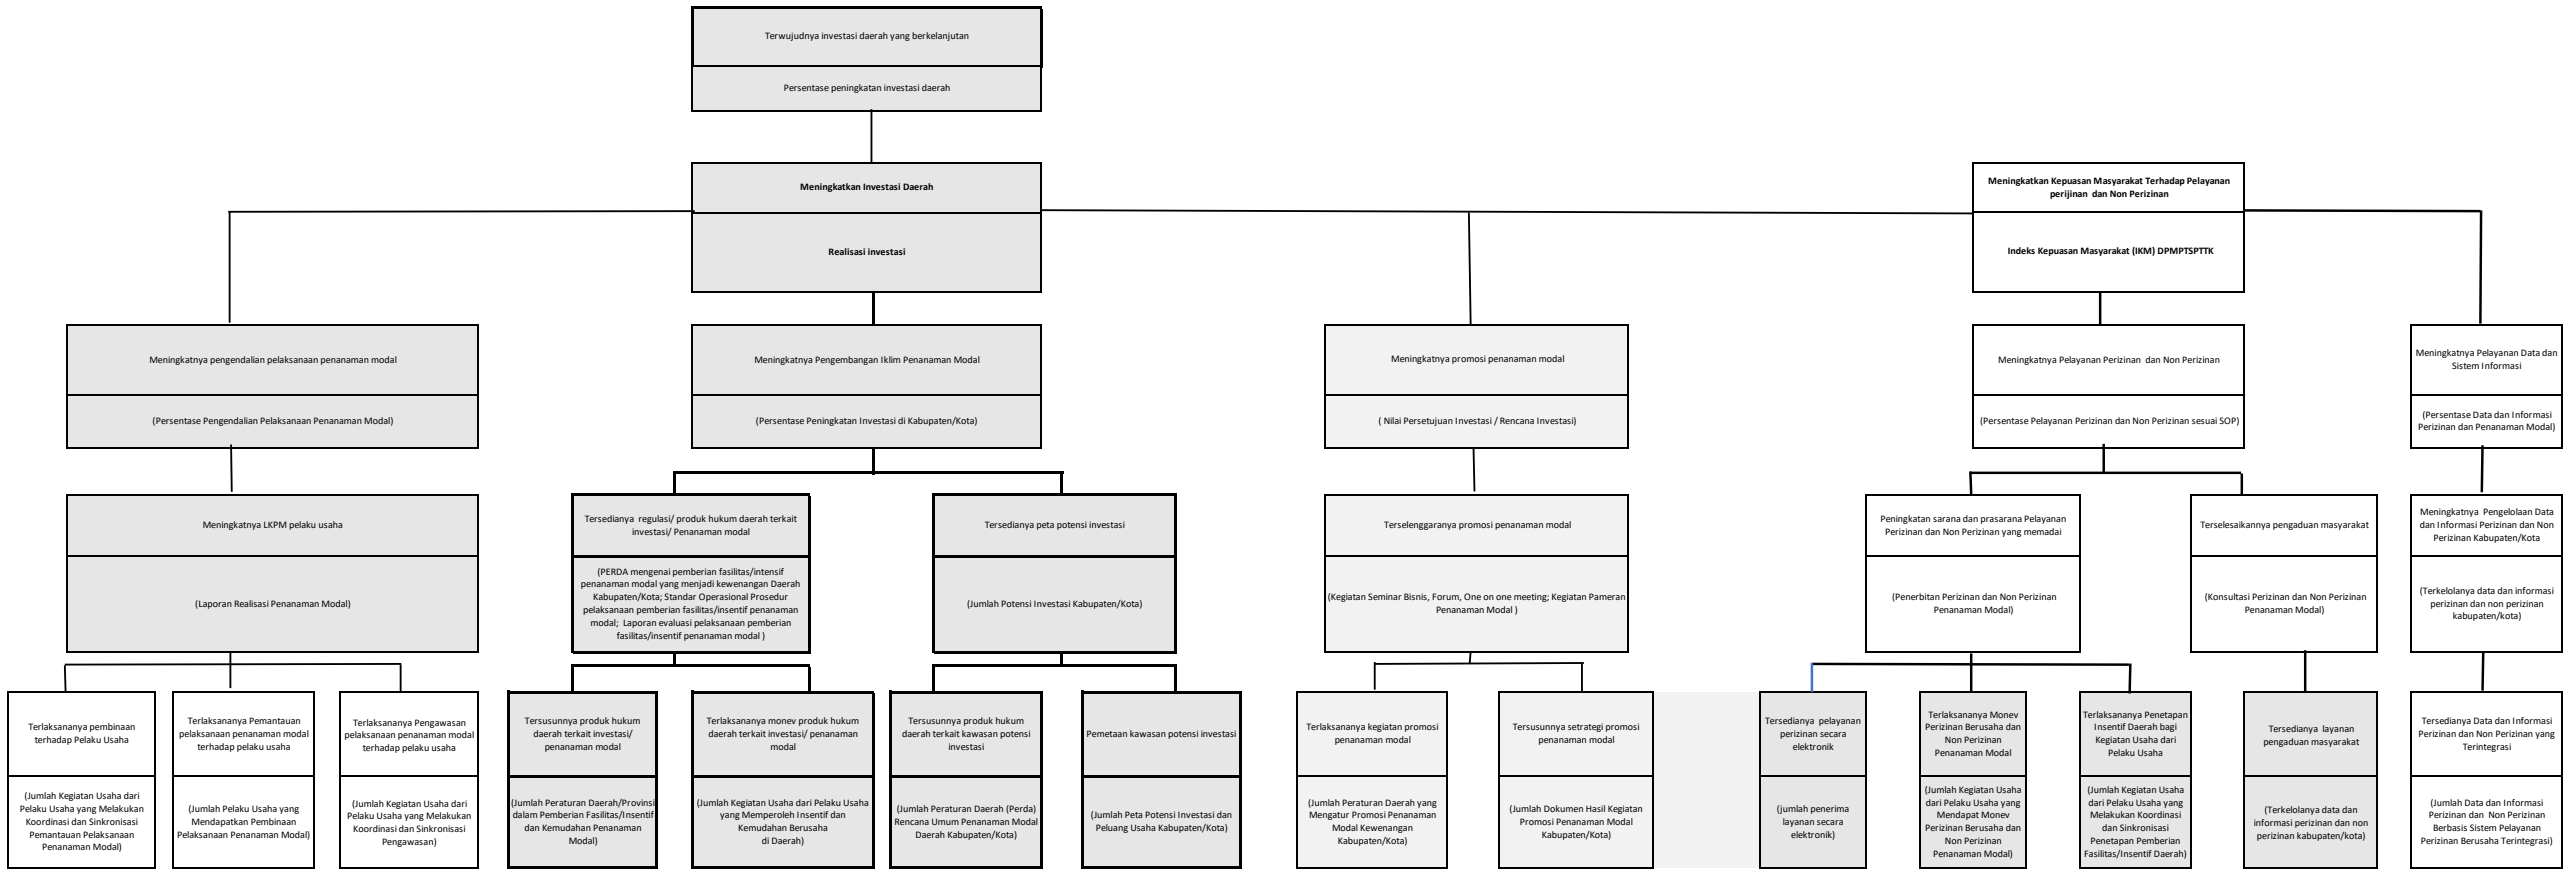 Terwujudnya investasi daerah yang berkelanjutan
Persentase peningkatan investasi daerah
Meningkatkan Investasi Daerah
Realisasi investasi
Meningkatkan Kepuasan Masyarakat Terhadap Pelayanan
perijinan dan Non Perizinan
Indeks Kepuasan Masyarakat (IKM) DPMPTSPTTK
Meningkatnya pengendalian pelaksanaan penanaman modal
(Persentase Pengendalian Pelaksanaan Penanaman Modal)
Meningkatnya Pengembangan Iklim Penanaman Modal
(Persentase Peningkatan Investasi di Kabupaten/Kota)
Meningkatnya promosi penanaman modal
( Nilai Persetujuan Investasi / Rencana Investasi)
Meningkatnya Pelayanan Perizinan dan Non Perizinan
(Persentase Pelayanan Perizinan dan Non Perizinan sesuai SOP)
Meningkatnya Pelayanan Data dan
Sistem Informasi
(Persentase Data dan Informasi
Perizinan dan Penanaman Modal)
Meningkatnya LKPM pelaku usaha
(Laporan Realisasi Penanaman Modal)
Tersedianya regulasi/ produk hukum daerah terkait
investasi/ Penanaman modal
(PERDA mengenai pemberian fasilitas/intensif
penanaman modal yang menjadi kewenangan Daerah
Kabupaten/Kota; Standar Operasional Prosedur
pelaksanaan pemberian fasilitas/insentif penanaman
modal; Laporan evaluasi pelaksanaan pemberian
fasilitas/insentif penanaman modal )
Tersedianya peta potensi investasi
(Jumlah Potensi Investasi Kabupaten/Kota)
Terselenggaranya promosi penanaman modal
(Kegiatan Seminar Bisnis, Forum, One on one meeting; Kegiatan Pameran
Penanaman Modal )
Peningkatan sarana dan prasarana Pelayanan
Perizinan dan Non Perizinan yang memadai
(Penerbitan Perizinan dan Non Perizinan
Penanaman Modal)
Terselesaikannya pengaduan masyarakat
(Konsultasi Perizinan dan Non Perizinan
Penanaman Modal)
Meningkatnya Pengelolaan Data
dan Informasi Perizinan dan Non
Perizinan Kabupaten/Kota
(Terkelolanya data dan informasi
perizinan dan non perizinan
kabupaten/kota)
Terlaksananya pembinaan
terhadap Pelaku Usaha
(Jumlah Kegiatan Usaha dari
Pelaku Usaha yang Melakukan
Koordinasi dan Sinkronisasi
Pemantauan Pelaksanaan
Penanaman Modal)
Terlaksananya Pemantauan
pelaksanaan penanaman modal
terhadap pelaku usaha
(Jumlah Pelaku Usaha yang
Mendapatkan Pembinaan
Pelaksanaan Penanaman Modal)
Terlaksananya Pengawasan
pelaksanaan penanaman modal
terhadap pelaku usaha
(Jumlah Kegiatan Usaha dari
Pelaku Usaha yang Melakukan
Koordinasi dan Sinkronisasi
Pengawasan)
Tersusunnya produk hukum
daerah terkait investasi/
penanaman modal
(Jumlah Peraturan Daerah/Provinsi
dalam Pemberian Fasilitas/Insentif
dan Kemudahan Penanaman
Modal)
Terlaksananya monev produk hukum
daerah terkait investasi/ penanaman
modal
(Jumlah Kegiatan Usaha dari Pelaku Usaha
yang Memperoleh Insentif dan
Kemudahan Berusaha
di Daerah)
Tersusunnya produk hukum
daerah terkait kawasan potensi
investasi
(Jumlah Peraturan Daerah (Perda)
Rencana Umum Penanaman Modal
Daerah Kabupaten/Kota)
Pemetaan kawasan potensi investasi
(Jumlah Peta Potensi Investasi dan
Peluang Usaha Kabupaten/Kota)
Terlaksananya kegiatan promosi
penanaman modal
(Jumlah Peraturan Daerah yang
Mengatur Promosi Penanaman
Modal Kewenangan
Kabupaten/Kota)
Tersusunnya setrategi promosi
penanaman modal
(Jumlah Dokumen Hasil Kegiatan
Promosi Penanaman Modal
Kabupaten/Kota)
Tersedianya pelayanan
perizinan secara
elektronik
(jumlah penerima
layanan secara
elektronik)
Terlaksananya Monev
Perizinan Berusaha dan
Non Perizinan
Penanaman Modal
(Jumlah Kegiatan Usaha
dari Pelaku Usaha yang
Mendapat Monev
Perizinan Berusaha dan
Non Perizinan
Penanaman Modal)
Terlaksananya Penetapan
Insentif Daerah bagi
Kegiatan Usaha dari
Pelaku Usaha
(Jumlah Kegiatan Usaha
dari Pelaku Usaha yang
Melakukan Koordinasi
dan Sinkronisasi
Penetapan Pemberian
Fasilitas/Insentif Daerah)
Tersedianya layanan
pengaduan masyarakat
(Terkelolanya data dan
informasi perizinan dan non
perizinan kabupaten/kota)
Tersedianya Data dan Informasi
Perizinan dan Non Perizinan yang
Terintegrasi
(Jumlah Data dan Informasi
Perizinan dan Non Perizinan
Berbasis Sistem Pelayanan
Perizinan Berusaha Terintegrasi)